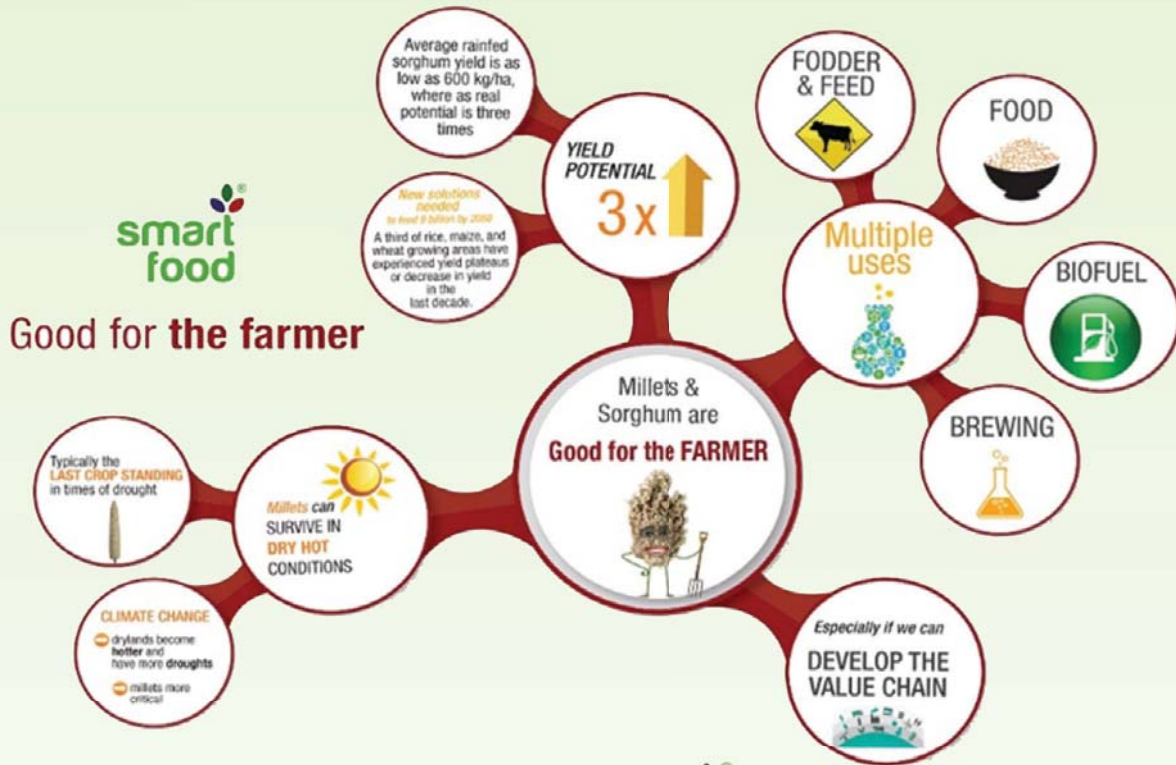 smart
food
®
Good for the farmer
Average rainfed
sorghum yield is as
low as 600 kg/ha,
where as real
potential is three
times
New solutions
needed
to feed 9 billion by 2050
A third of rice, maize, and
wheat growing areas have
experienced yield plateaus
or decrease in yield
in the
last decade.
YIELD
POTENTIAL
3 x
FODDER
& FEED
FOOD
Multiple
uses
BIOFUEL
BREWING
Millets &
Sorghum are
Good for the FARMER
Typically the
LAST CROP STANDING
in times of drought
Millets can
SURVIVE IN
DRY HOT
CONDITIONS
CLIMATE CHANGE
drylands become
hotter and
have more droughts
millets more
critical
Especially if we can
DEVELOP THE
VALUE CHAIN